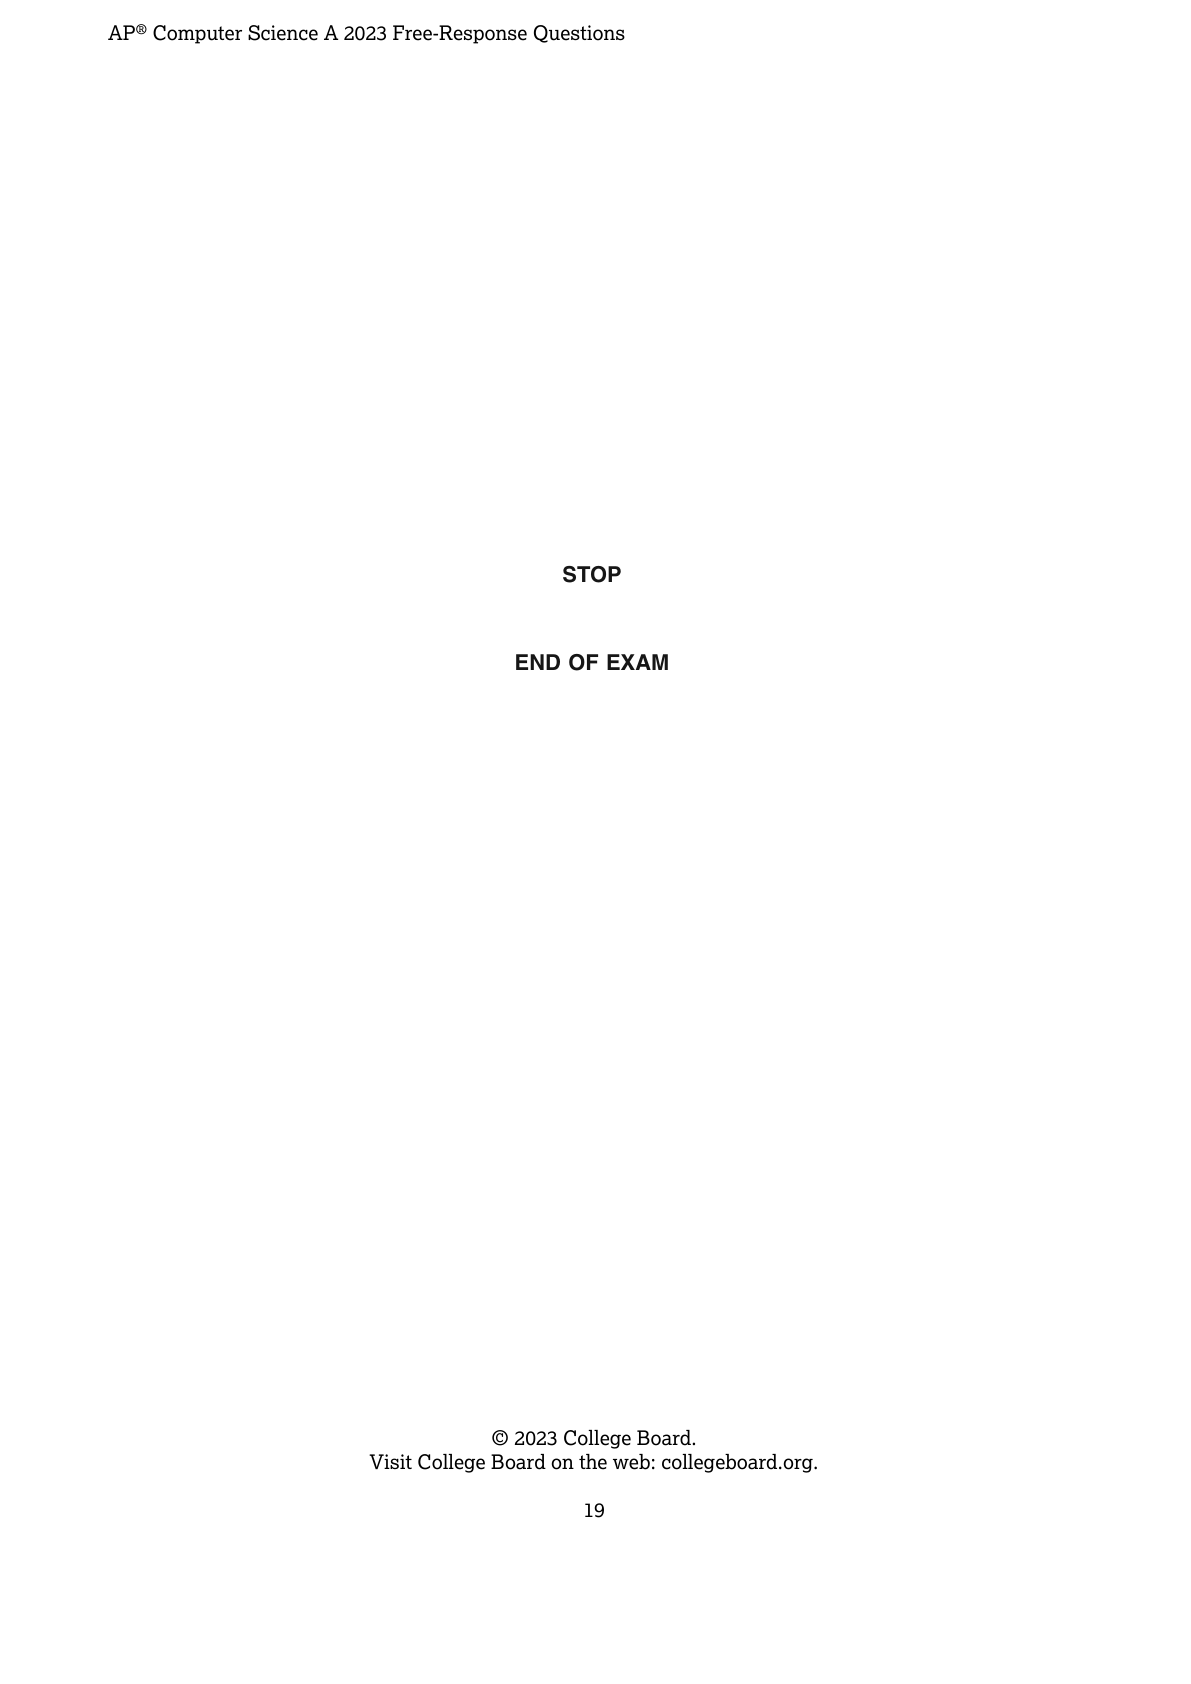 AP® Computer Science A 2023 Free-Response Questions
STOP
END OF EXAM
© 2023 College Board.
Visit College Board on the web: collegeboard.org.
19